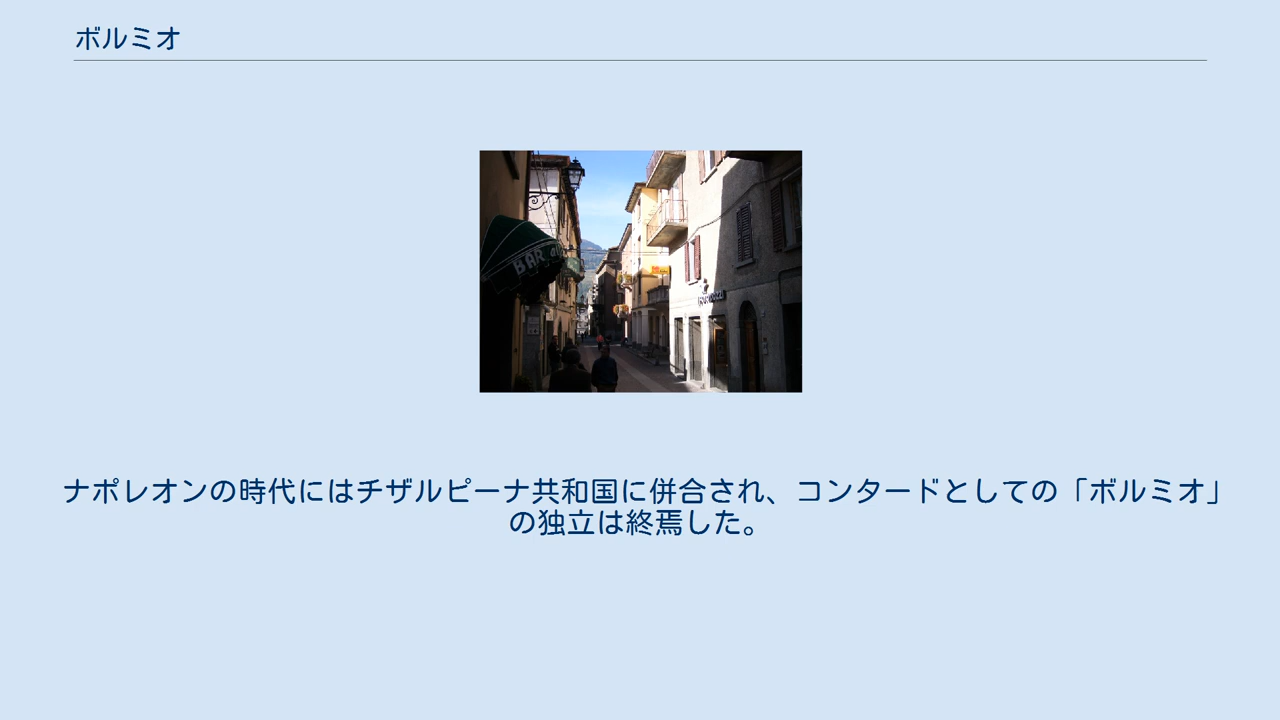 ボルミオ
BAR
ナポレオンの時代にはチザルピーナ共和国に併合され、コンタードとしての「ボルミオ」
の独立は終焉した。